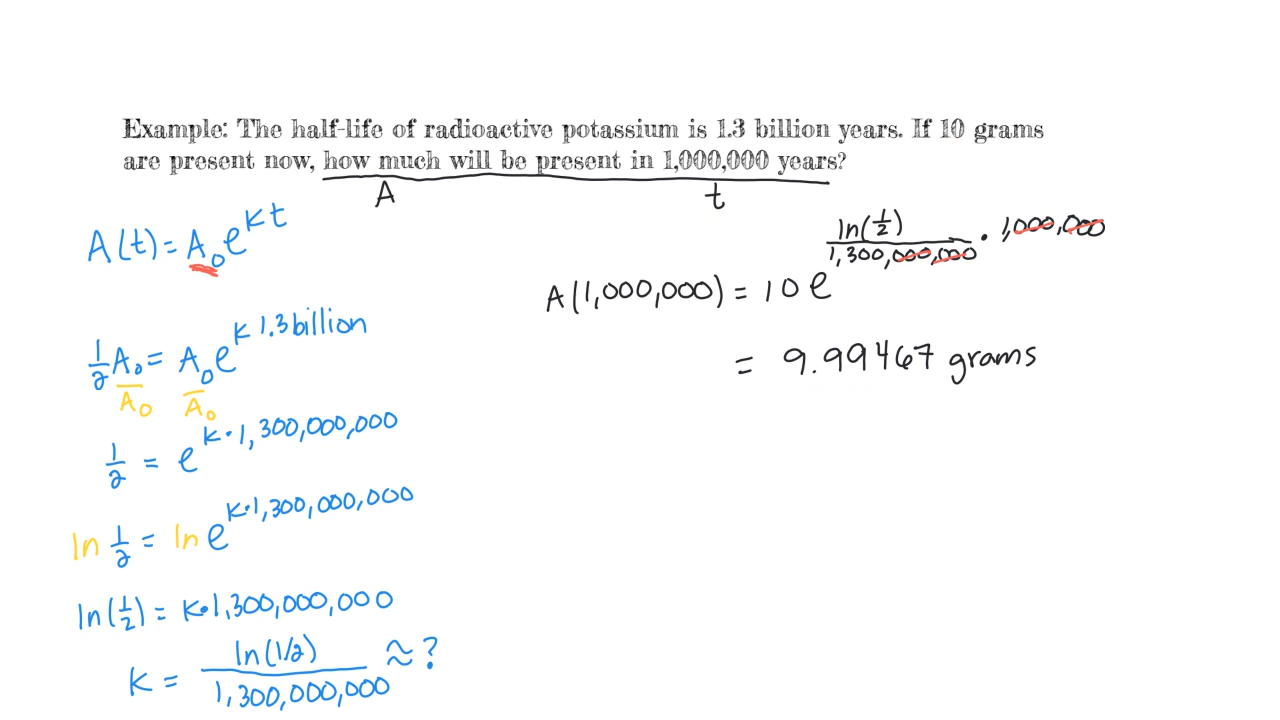 Example: The half-life of radioactive potassium is 1.3 billion years. If 10 grams
are present now, how much will be present in 1,000,000 years?
A t
A(t) = A₀e^(kt)
½A₀ = A₀e^(k 1.3 billion)
A₀ A₀
½ = e^(k·1,300,000,000)
ln ½ = ln e^(k·1,300,000,000)
ln(½) = k·1,300,000,000
k = ln(1/2) / 1,300,000,000 ≈ ?
A(1,000,000) = 10e^(ln(½) / 1,300,000,000 · 1,000,000)
= 9.99467 grams